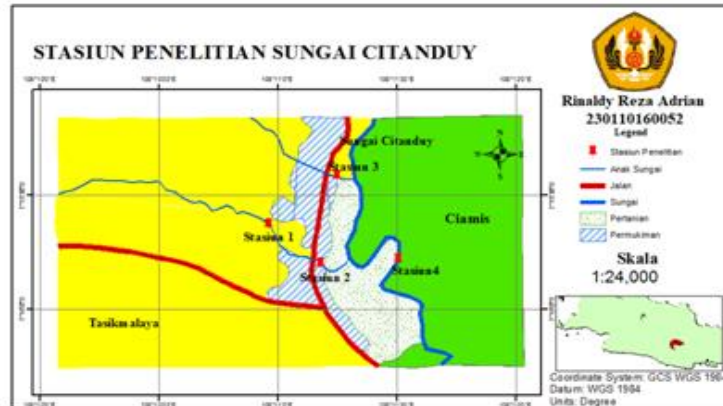 STASIUN PENELITIAN SUNGAI CITANDUY
Sungai Citanduy
Stasiun 3
Ciamis
Stasiun 1
Stasiun 2
Stasiun4
Tasikmalaya
Rinaldy Reza Adrian
230110160052
Legend
Stasiun Penelitian
Anak Sungai
Jalan
Sungai
Pertanian
Permukiman
Skala
1:24,000
Coordinate System: GCS WGS 1984
Datum: WGS 1984
Units: Degree